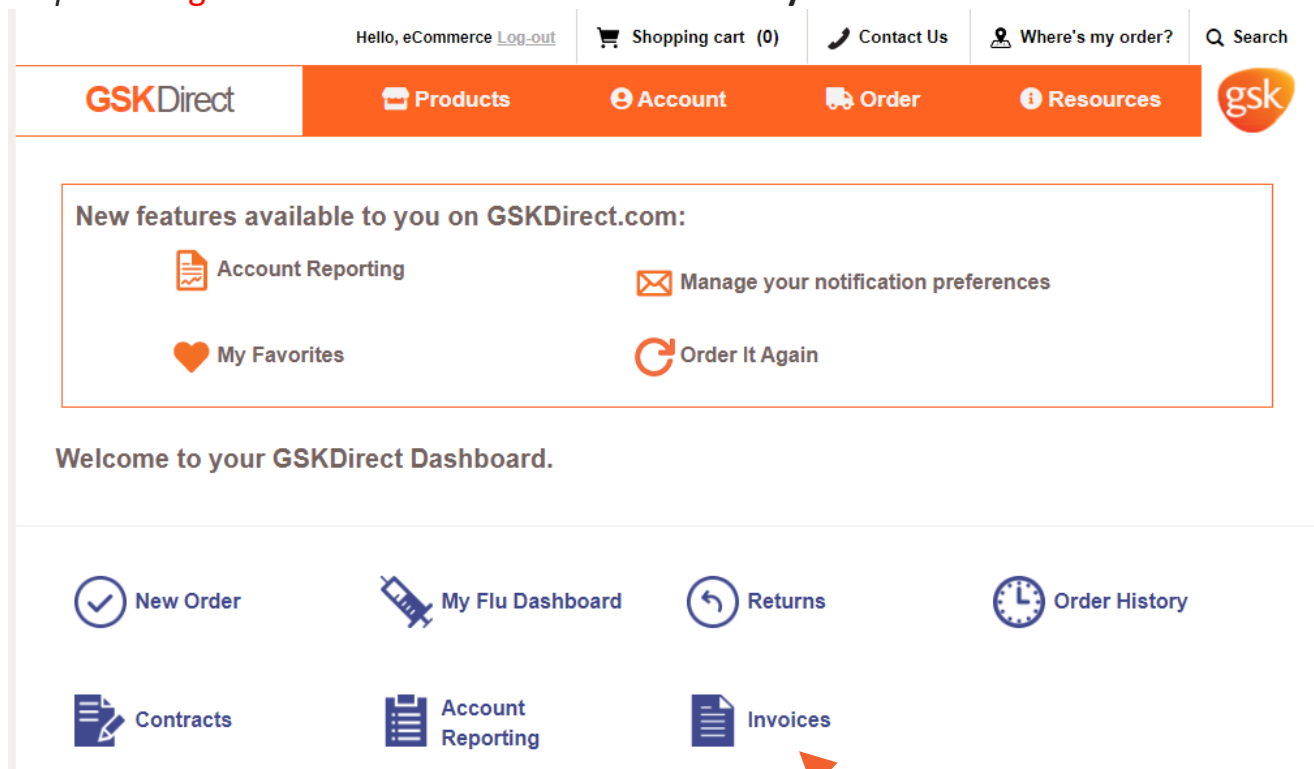 Hello, eCommerce Log-out
Shopping cart (0)
Contact Us
Where's my order?
Search
GSKDirect
Products
Account
Order
Resources
gsk
New features available to you on GSKDirect.com:
Account Reporting
Manage your notification preferences
My Favorites
Order It Again
Welcome to your GSKDirect Dashboard.
New Order
My Flu Dashboard
Returns
Order History
Contracts
Account
Reporting
Invoices